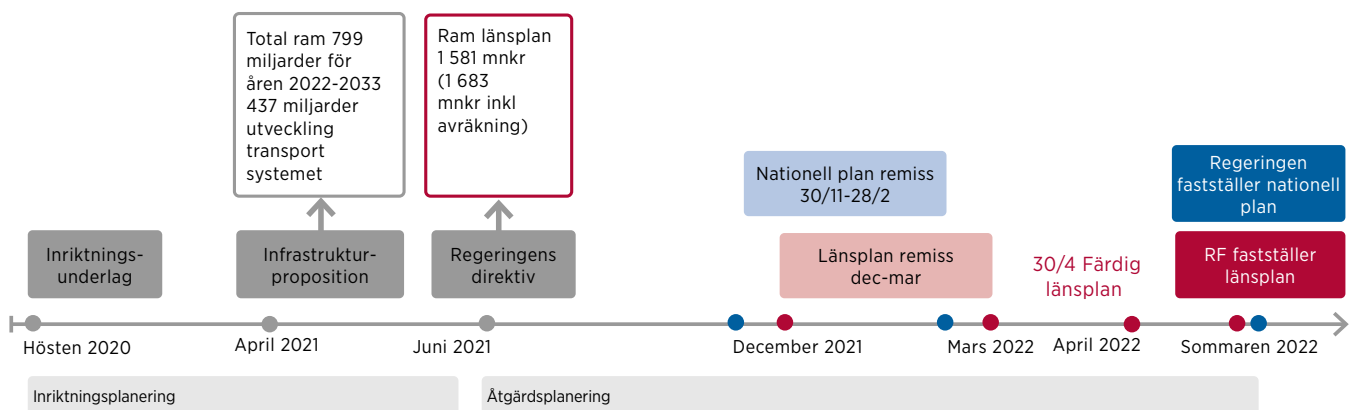 Total ram 799
miljarder för
åren 2022-2033
437 miljarder
utveckling
transport
systemet
Ram länsplan
1 581 mnkr
(1 683
mnkr inkl
avräkning)
Nationell plan remiss
30/11-28/2
Regeringen
fastställer nationell
plan
Inriktnings-
underlag
Infrastruktur-
proposition
Regeringens
direktiv
Länsplan remiss
dec-mar
30/4 Färdig
länsplan
RF fastställer
länsplan
Hösten 2020
April 2021
Juni 2021
December 2021
Mars 2022
April 2022
Sommaren 2022
Inriktningsplanering
Åtgärdsplanering